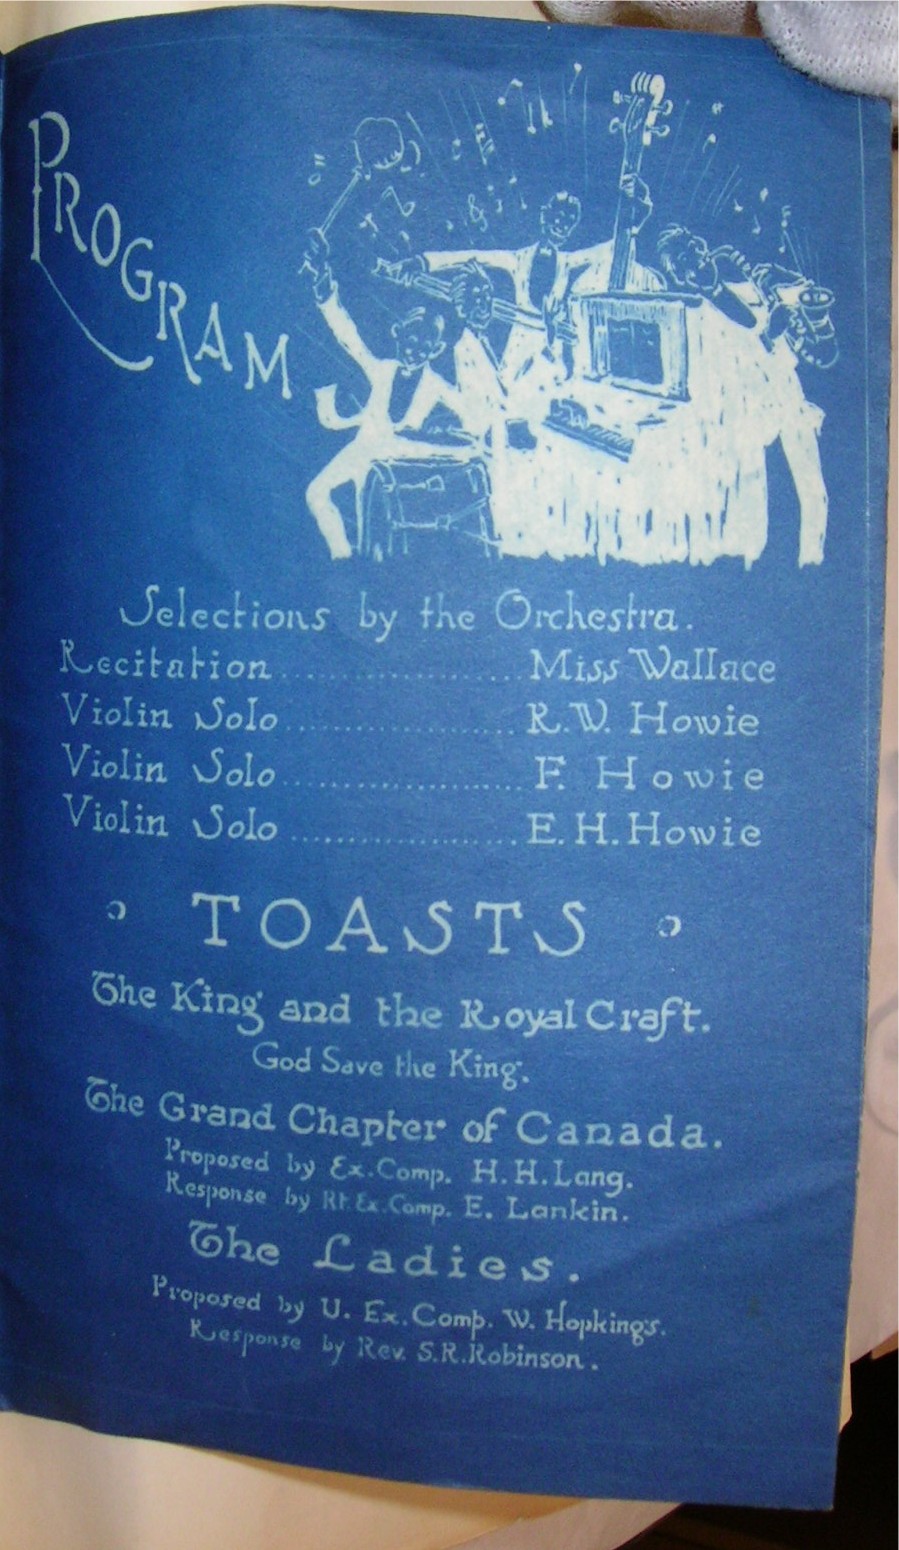 PROGRAM
Selections by the Orchestra.
Recitation .................. Miss Wallace
Violin Solo .................. R.W. Howie
Violin Solo .................. F. Howie
Violin Solo .................. E.H. Howie
TOASTS
The King and the Royal Craft.
God Save the King.
The Grand Chapter of Canada.
Proposed by Ex. Comp. H. H. Lang.
Response by Rt. Ex. Comp. E. Lankin.
The Ladies.
Proposed by V. Ex. Comp. W. Hopkings.
Response by Rev. S.R. Robinson.